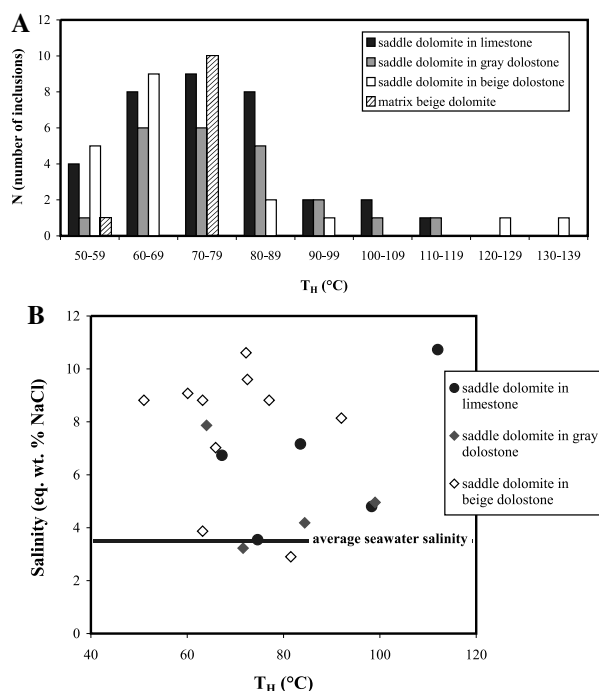 A
N (number of inclusions)
12
10
8
6
4
2
0
saddle dolomite in limestone
saddle dolomite in gray dolostone
saddle dolomite in beige dolostone
matrix beige dolomite
50-59 60-69 70-79 80-89 90-99 100-109 110-119 120-129 130-139
T_H (°C)
B
Salinity (eq. wt. % NaCl)
12
10
8
6
4
2
0
saddle dolomite in
limestone
saddle dolomite in gray
dolostone
saddle dolomite in
beige dolostone
average seawater salinity
40 60 80 100 120
T_H (°C)